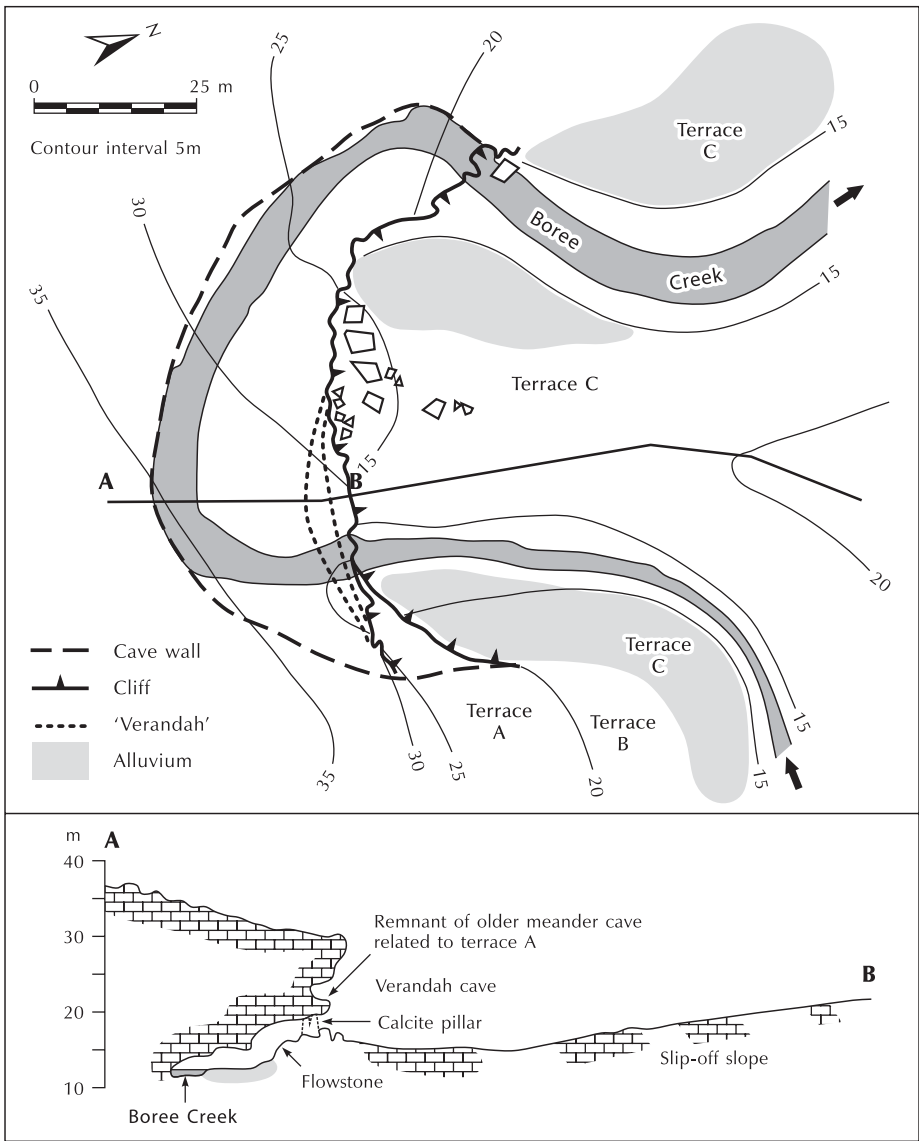 N
0 25 m
Contour interval 5m
25
20
15
Terrace
C
30
35
Boree
Creek
15
Terrace C
15
A
B
20
Cave wall
Cliff
'Verandah'
Alluvium
Terrace
C
Terrace
A
Terrace
B
35
30
25
20
15
15
m
A
40
30
20
10
Remnant of older meander cave
related to terrace A
Verandah cave
Calcite pillar
Flowstone
Boree Creek
Slip-off slope
B